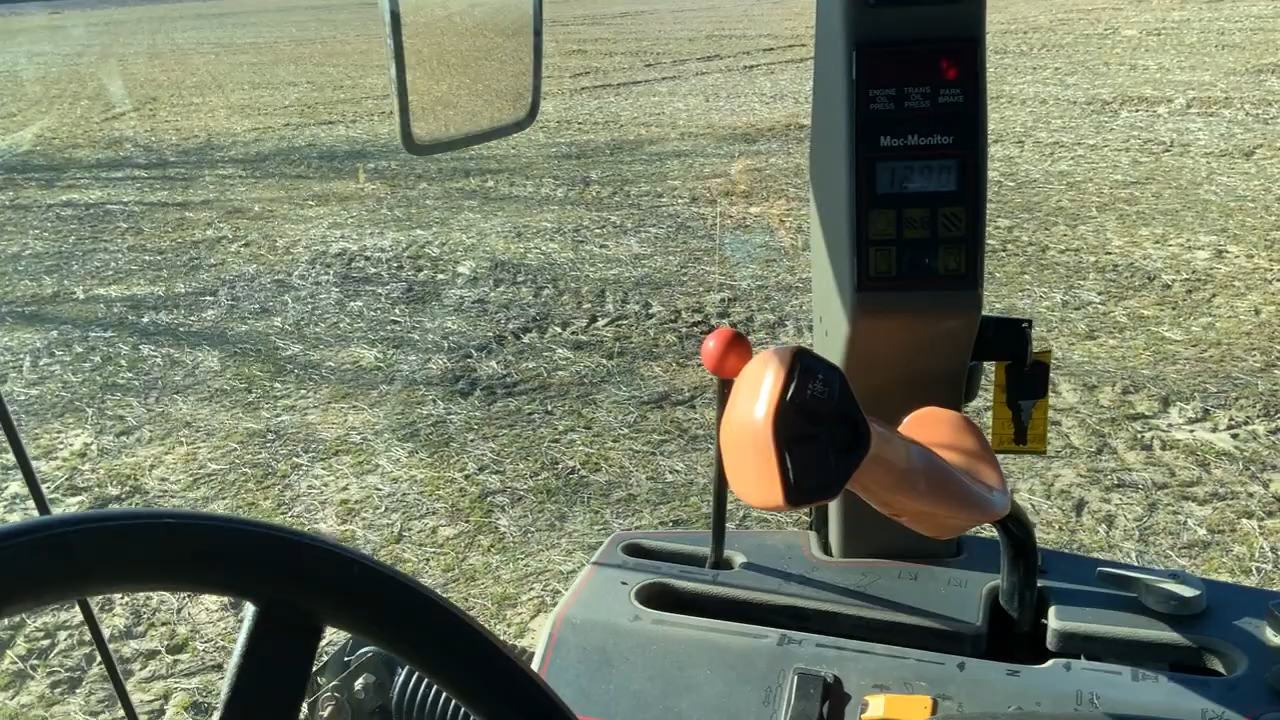 ENGINE OIL PRESS
TRANS OIL PRESS
PARK BRAKE
Mac-Monitor
1290
N